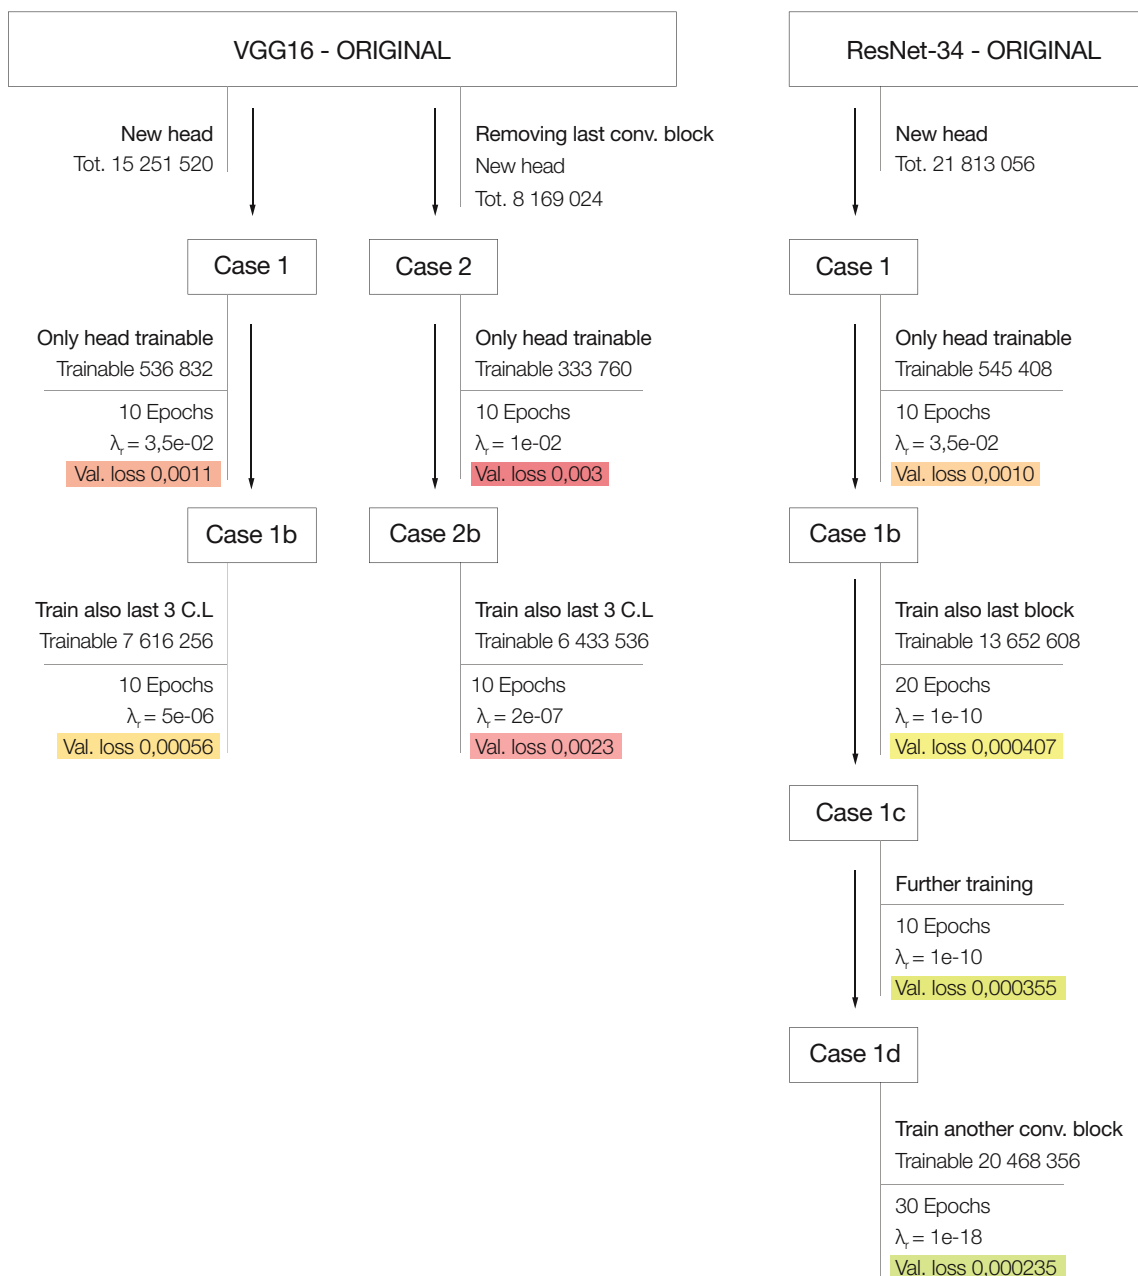 VGG16 - ORIGINAL
New head
Tot. 15 251 520
Removing last conv. block
New head
Tot. 8 169 024
Case 1
Case 2
Only head trainable
Trainable 536 832
10 Epochs
λr = 3,5e-02
Val. loss 0,0011
Only head trainable
Trainable 333 760
10 Epochs
λr = 1e-02
Val. loss 0,003
Case 1b
Case 2b
Train also last 3 C.L
Trainable 7 616 256
10 Epochs
λr = 5e-06
Val. loss 0,00056
Train also last 3 C.L
Trainable 6 433 536
10 Epochs
λr = 2e-07
Val. loss 0,0023
ResNet-34 - ORIGINAL
New head
Tot. 21 813 056
Case 1
Only head trainable
Trainable 545 408
10 Epochs
λr = 3,5e-02
Val. loss 0,0010
Case 1b
Train also last block
Trainable 13 652 608
20 Epochs
λr = 1e-10
Val. loss 0,000407
Case 1c
Further training
10 Epochs
λr = 1e-10
Val. loss 0,000355
Case 1d
Train another conv. block
Trainable 20 468 356
30 Epochs
λr = 1e-18
Val. loss 0,000235